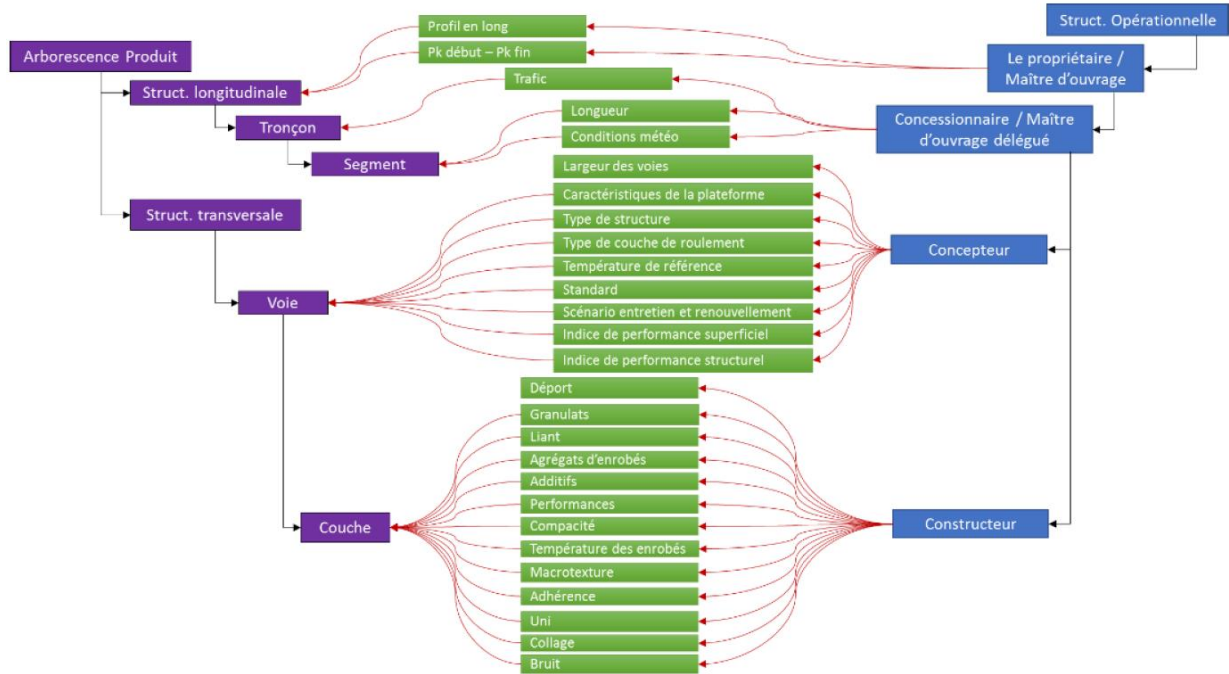 Struct. Opérationnelle
Profil en long
Arborescence Produit
Pk début – Pk fin
Le propriétaire /
Maître d'ouvrage
Trafic
Struct. longitudinale
Longueur
Tronçon
Concessionnaire / Maître
d'ouvrage délégué
Conditions météo
Segment
Largeur des voies
Caractéristiques de la plateforme
Struct. transversale
Type de structure
Type de couche de roulement
Concepteur
Température de référence
Standard
Voie
Scénario entretien et renouvellement
Indice de performance superficiel
Indice de performance structurel
Déport
Granulats
Liant
Agrégats d'enrobés
Additifs
Performances
Couche
Compacité
Constructeur
Température des enrobés
Macrotexture
Adhérence
Uni
Collage
Bruit